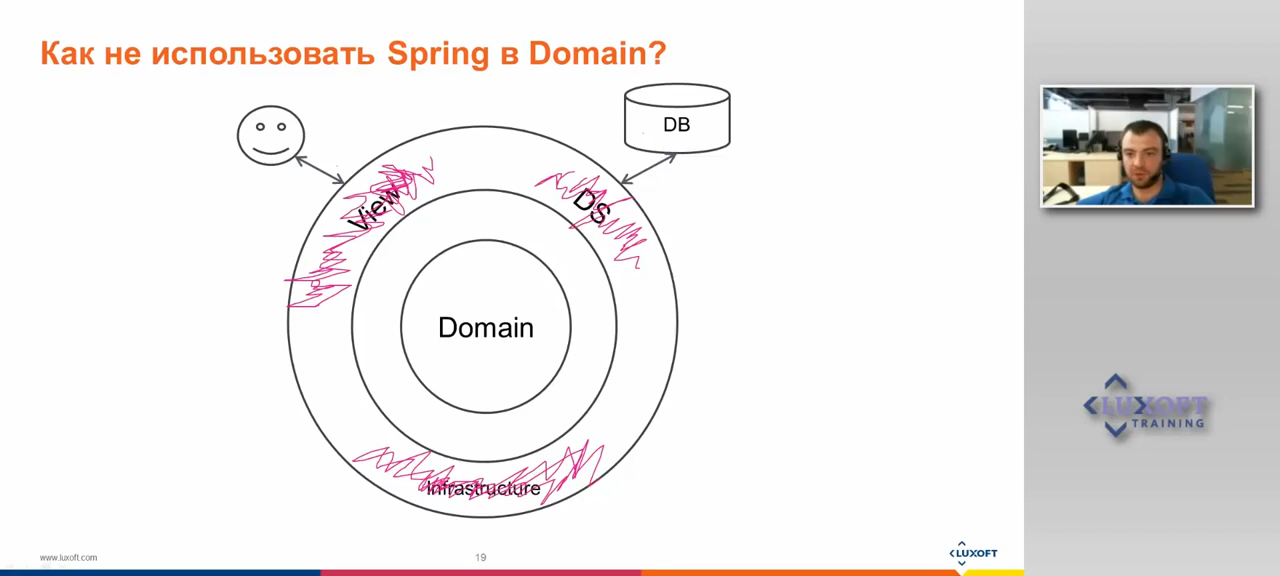 Как не использовать Spring в Domain?
DB
View
DS
Domain
Infrastructure
www.luxoft.com
19
LUXOFT
LUXOFT
TRAINING